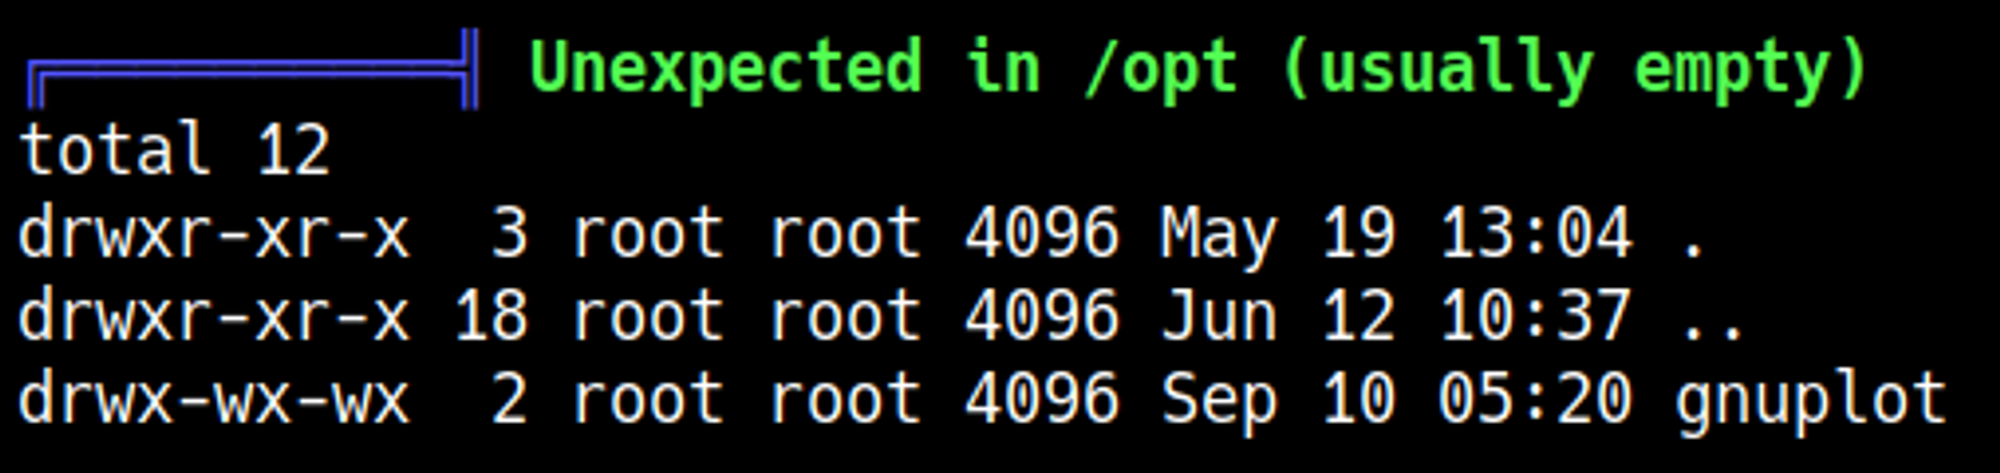 ╔══════════╣ Unexpected in /opt (usually empty)
total 12
drwxr-xr-x  3 root root 4096 May 19 13:04 .
drwxr-xr-x 18 root root 4096 Jun 12 10:37 ..
drwx-wx-wx  2 root root 4096 Sep 10 05:20 gnuplot